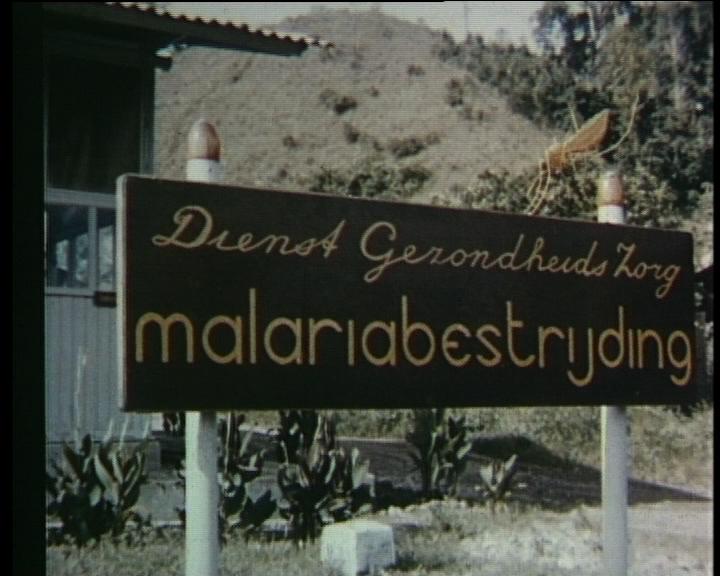 Dienst Gezondheids Zorg
malariabestrijding